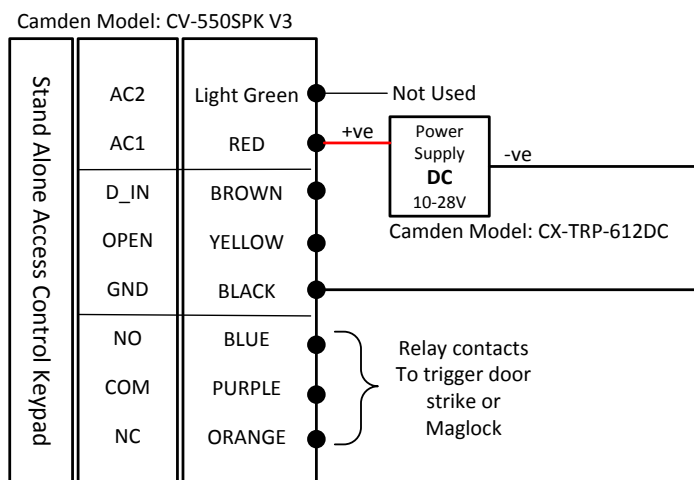 Camden Model: CV-550SPK V3
Stand Alone Access Control Keypad
AC2 Light Green Not Used
AC1 RED +ve
Power
Supply
DC
10-28V
-ve
Camden Model: CX-TRP-612DC
D_IN BROWN
OPEN YELLOW
GND BLACK
NO BLUE
COM PURPLE
NC ORANGE
Relay contacts
To trigger door
strike or
Maglock